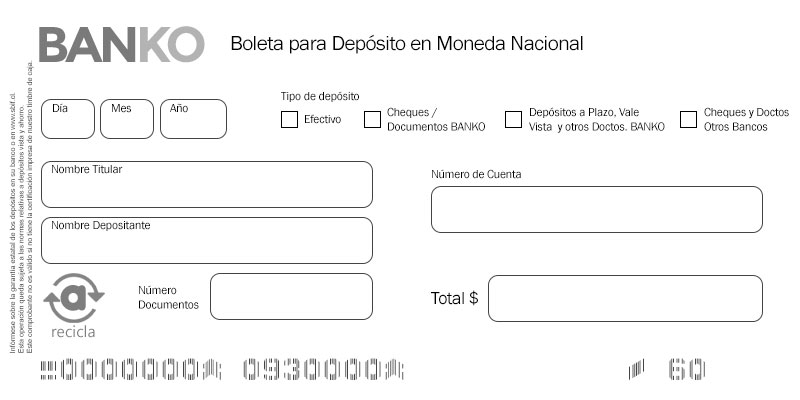 BANKO
Boleta para Depósito en Moneda Nacional
Tipo de depósito
Día
Mes
Año
Efectivo
Cheques /
Documentos BANKO
Depósitos a Plazo, Vale
Vista y otros Doctos. BANKO
Cheques y Doctos
Otros Bancos
Nombre Titular
Número de Cuenta
Nombre Depositante
Número
Documentos
Total $
a
recicla
Infórmese sobre la garantía estatal de los depósitos en su banco o en www.sbif.cl.
Esta operación queda sujeta a las normas relativas a depósitos vista y ahorro.
Este comprobante no es válido si no tiene la certificación impresa de nuestro timbre de caja.
0000000 0930000 60